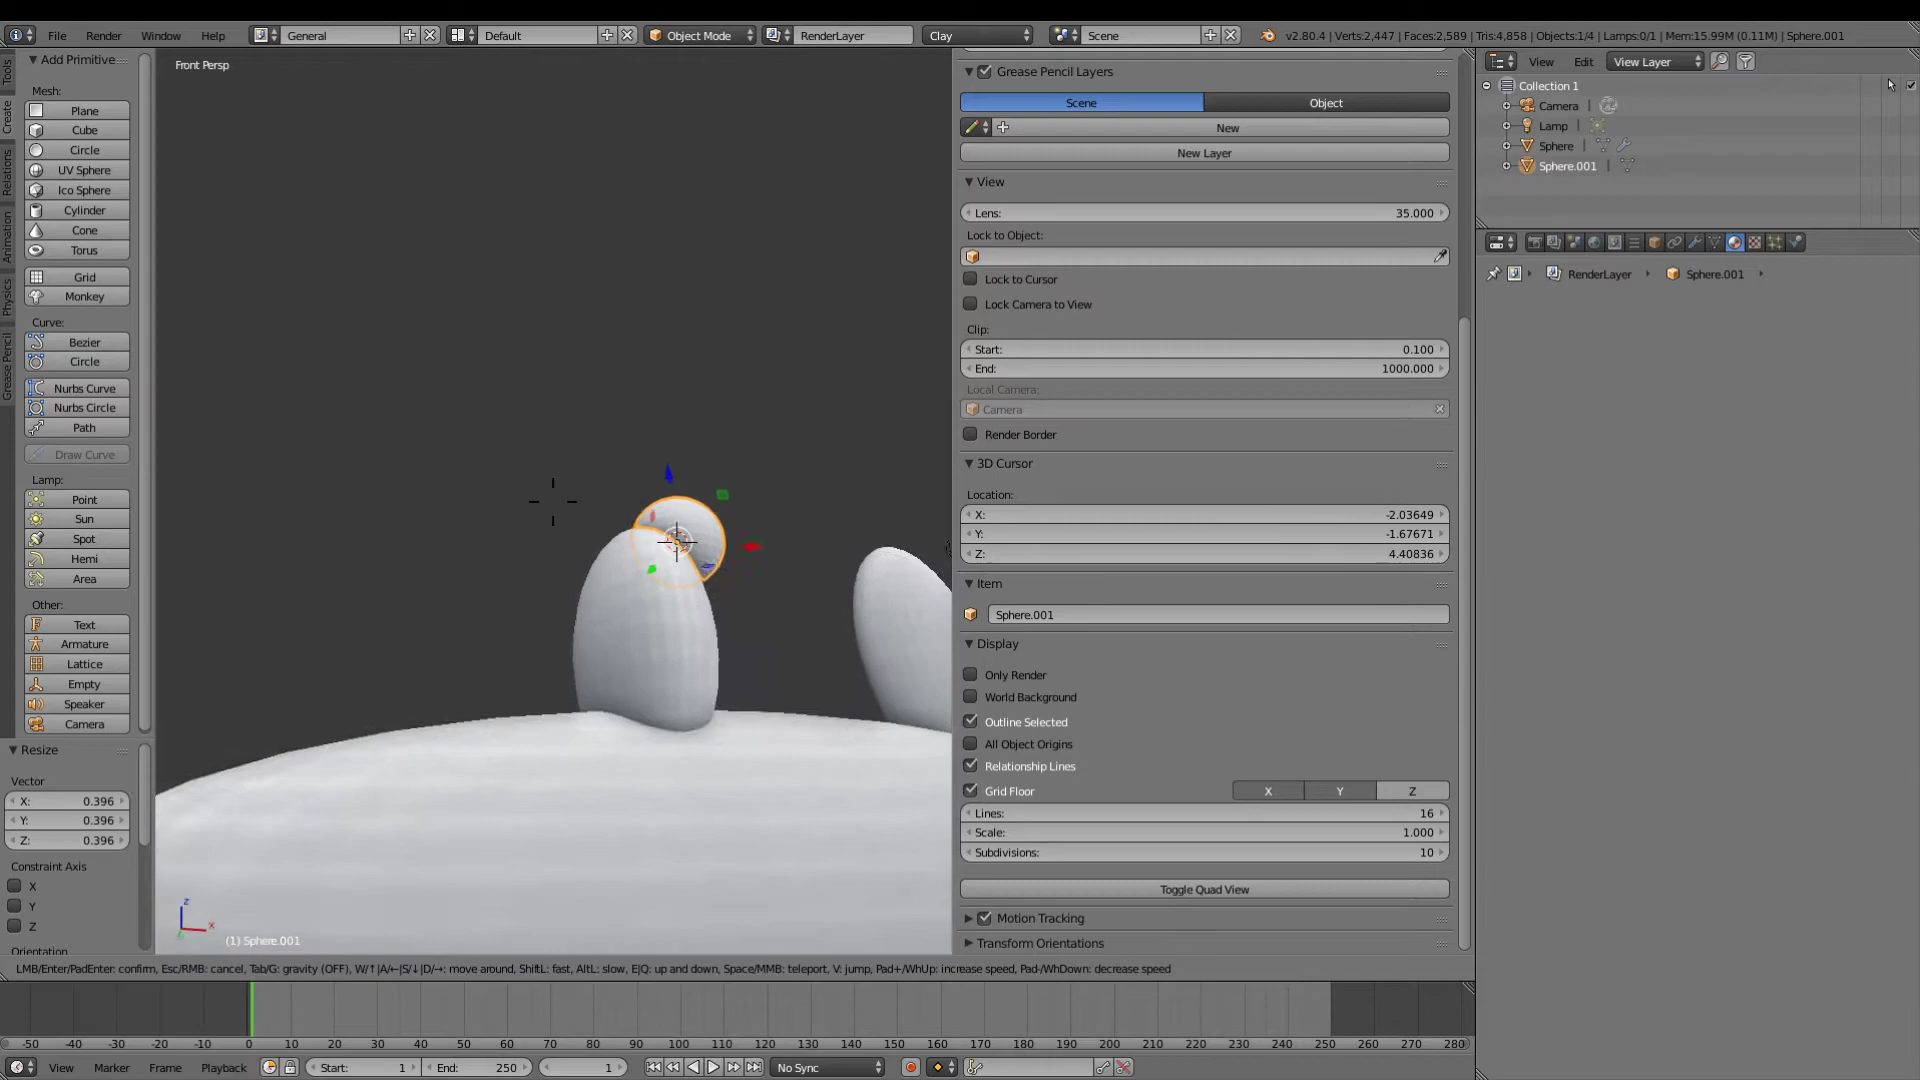 File Render Window Help General Default Object Mode RenderLayer Clay Scene v2.80.4 | Verts:2,447 | Faces:2,589 | Tris:4,858 | Objects:1/4 | Lamps:0/1 | Mem:15.99M (0.11M) | Sphere.001
Add Primitive
Mesh:
Plane
Cube
Circle
UV Sphere
Ico Sphere
Cylinder
Cone
Torus
Grid
Monkey
Curve:
Bezier
Circle
Nurbs Curve
Nurbs Circle
Path
Draw Curve
Lamp:
Point
Sun
Spot
Hemi
Area
Other:
Text
Armature
Lattice
Empty
Speaker
Camera
Tools
Create
Relations
Animation
Physics
Grease Pencil
Resize
Vector
X: 0.396
Y: 0.396
Z: 0.396
Constraint Axis
X
Y
Z
Orientation
Front Persp
z
x
(1) Sphere.001
Grease Pencil Layers
Scene Object
New
New Layer
View
Lens: 35.000
Lock to Object:
Lock to Cursor
Lock Camera to View
Clip:
Start: 0.100
End: 1000.000
Local Camera:
Camera
Render Border
3D Cursor
Location:
X: -2.03649
Y: -1.67671
Z: 4.40836
Item
Sphere.001
Display
Only Render
World Background
Outline Selected
All Object Origins
Relationship Lines
Grid Floor X Y Z
Lines: 16
Scale: 1.000
Subdivisions: 10
Toggle Quad View
Motion Tracking
Transform Orientations
View Edit View Layer
Collection 1
Camera
Lamp
Sphere
Sphere.001
RenderLayer Sphere.001
LMB/Enter/PadEnter: confirm, Esc/RMB: cancel, Tab/G: gravity (OFF), W/↑|A/←|S/↓|D/→: move around, ShiftL: fast, AltL: slow, E|Q: up and down, Space/MMB: teleport, V: jump, Pad+/WhUp: increase speed, Pad-/WhDown: decrease speed
-50 -40 -30 -20 -10 0 10 20 30 40 50 60 70 80 90 100 110 120 130 140 150 160 170 180 190 200 210 220 230 240 250 260 270 280
View Marker Frame Playback Start: 1 End: 250 1 No Sync